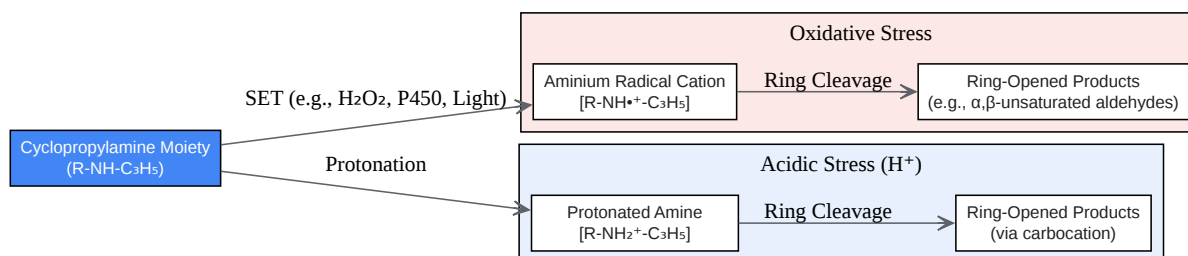 Oxidative Stress
SET (e.g., H₂O₂, P450, Light)
Aminium Radical Cation
[R-NH•⁺-C₃H₅]
Ring Cleavage
Ring-Opened Products
(e.g., α,β-unsaturated aldehydes)
Cyclopropylamine Moiety
(R-NH-C₃H₅)
Protonation
Acidic Stress (H⁺)
Protonated Amine
[R-NH₂⁺-C₃H₅]
Ring Cleavage
Ring-Opened Products
(via carbocation)